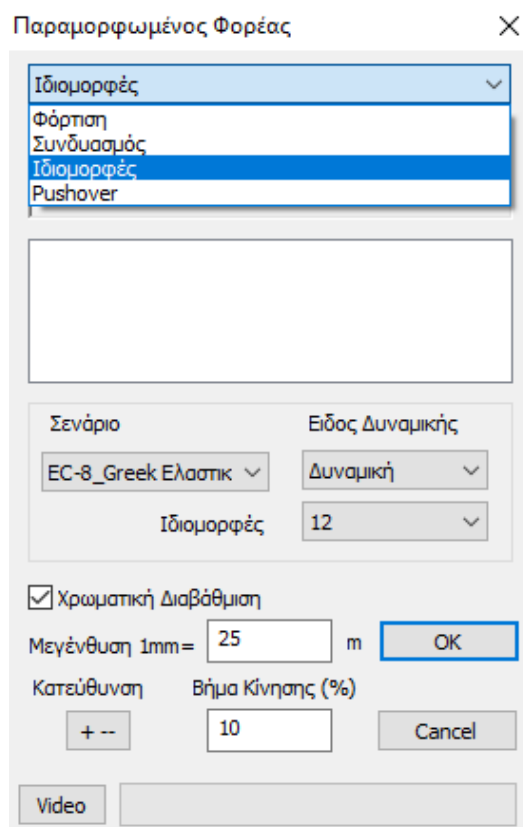 Παραμορφωμένος Φορέας
Ιδιομορφές
Φόρτιση
Συνδυασμός
Ιδιομορφές
Pushover
Σενάριο Ειδος Δυναμικής
EC-8_Greek Ελαστικ Δυναμική
Ιδιομορφές 12
Χρωματική Διαβάθμιση
Μεγένθυση 1mm= 25 m OK
Κατεύθυνση Βήμα Κίνησης (%)
+ -- 10 Cancel
Video